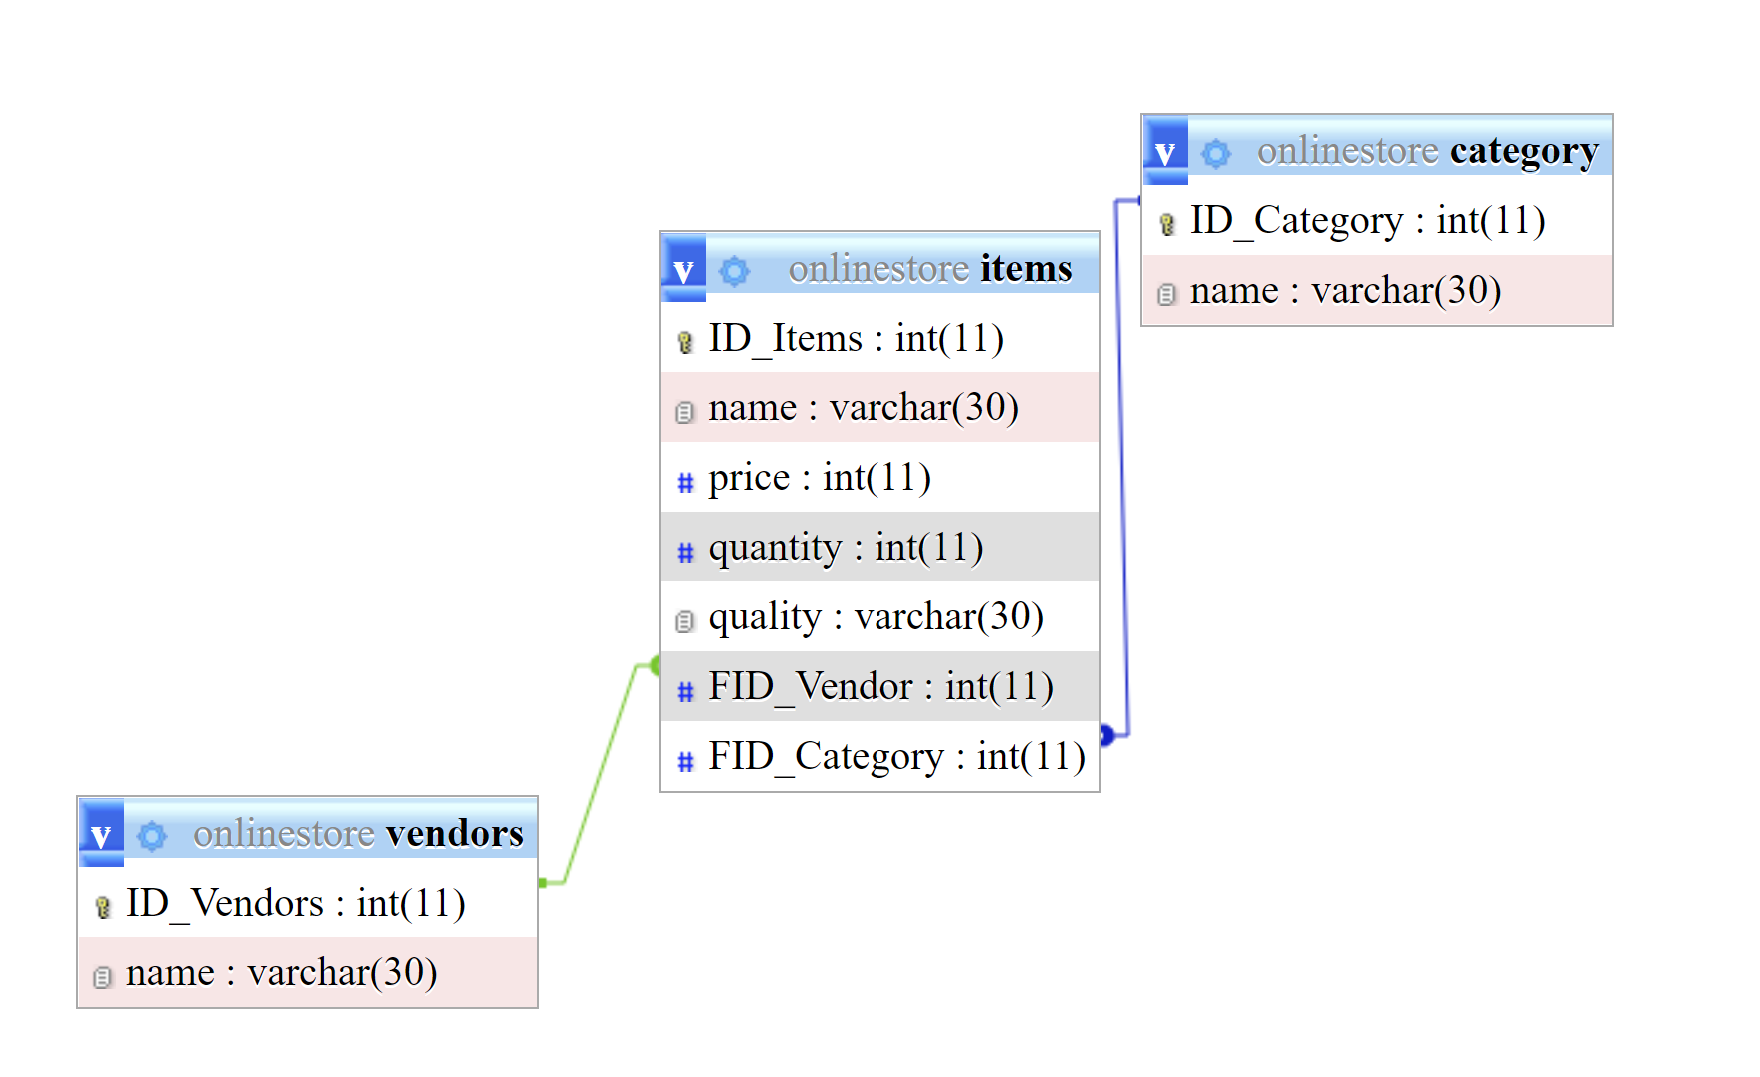 v onlinestore category
ID_Category : int(11)
name : varchar(30)
v onlinestore items
ID_Items : int(11)
name : varchar(30)
# price : int(11)
# quantity : int(11)
quality : varchar(30)
# FID_Vendor : int(11)
# FID_Category : int(11)
v onlinestore vendors
ID_Vendors : int(11)
name : varchar(30)